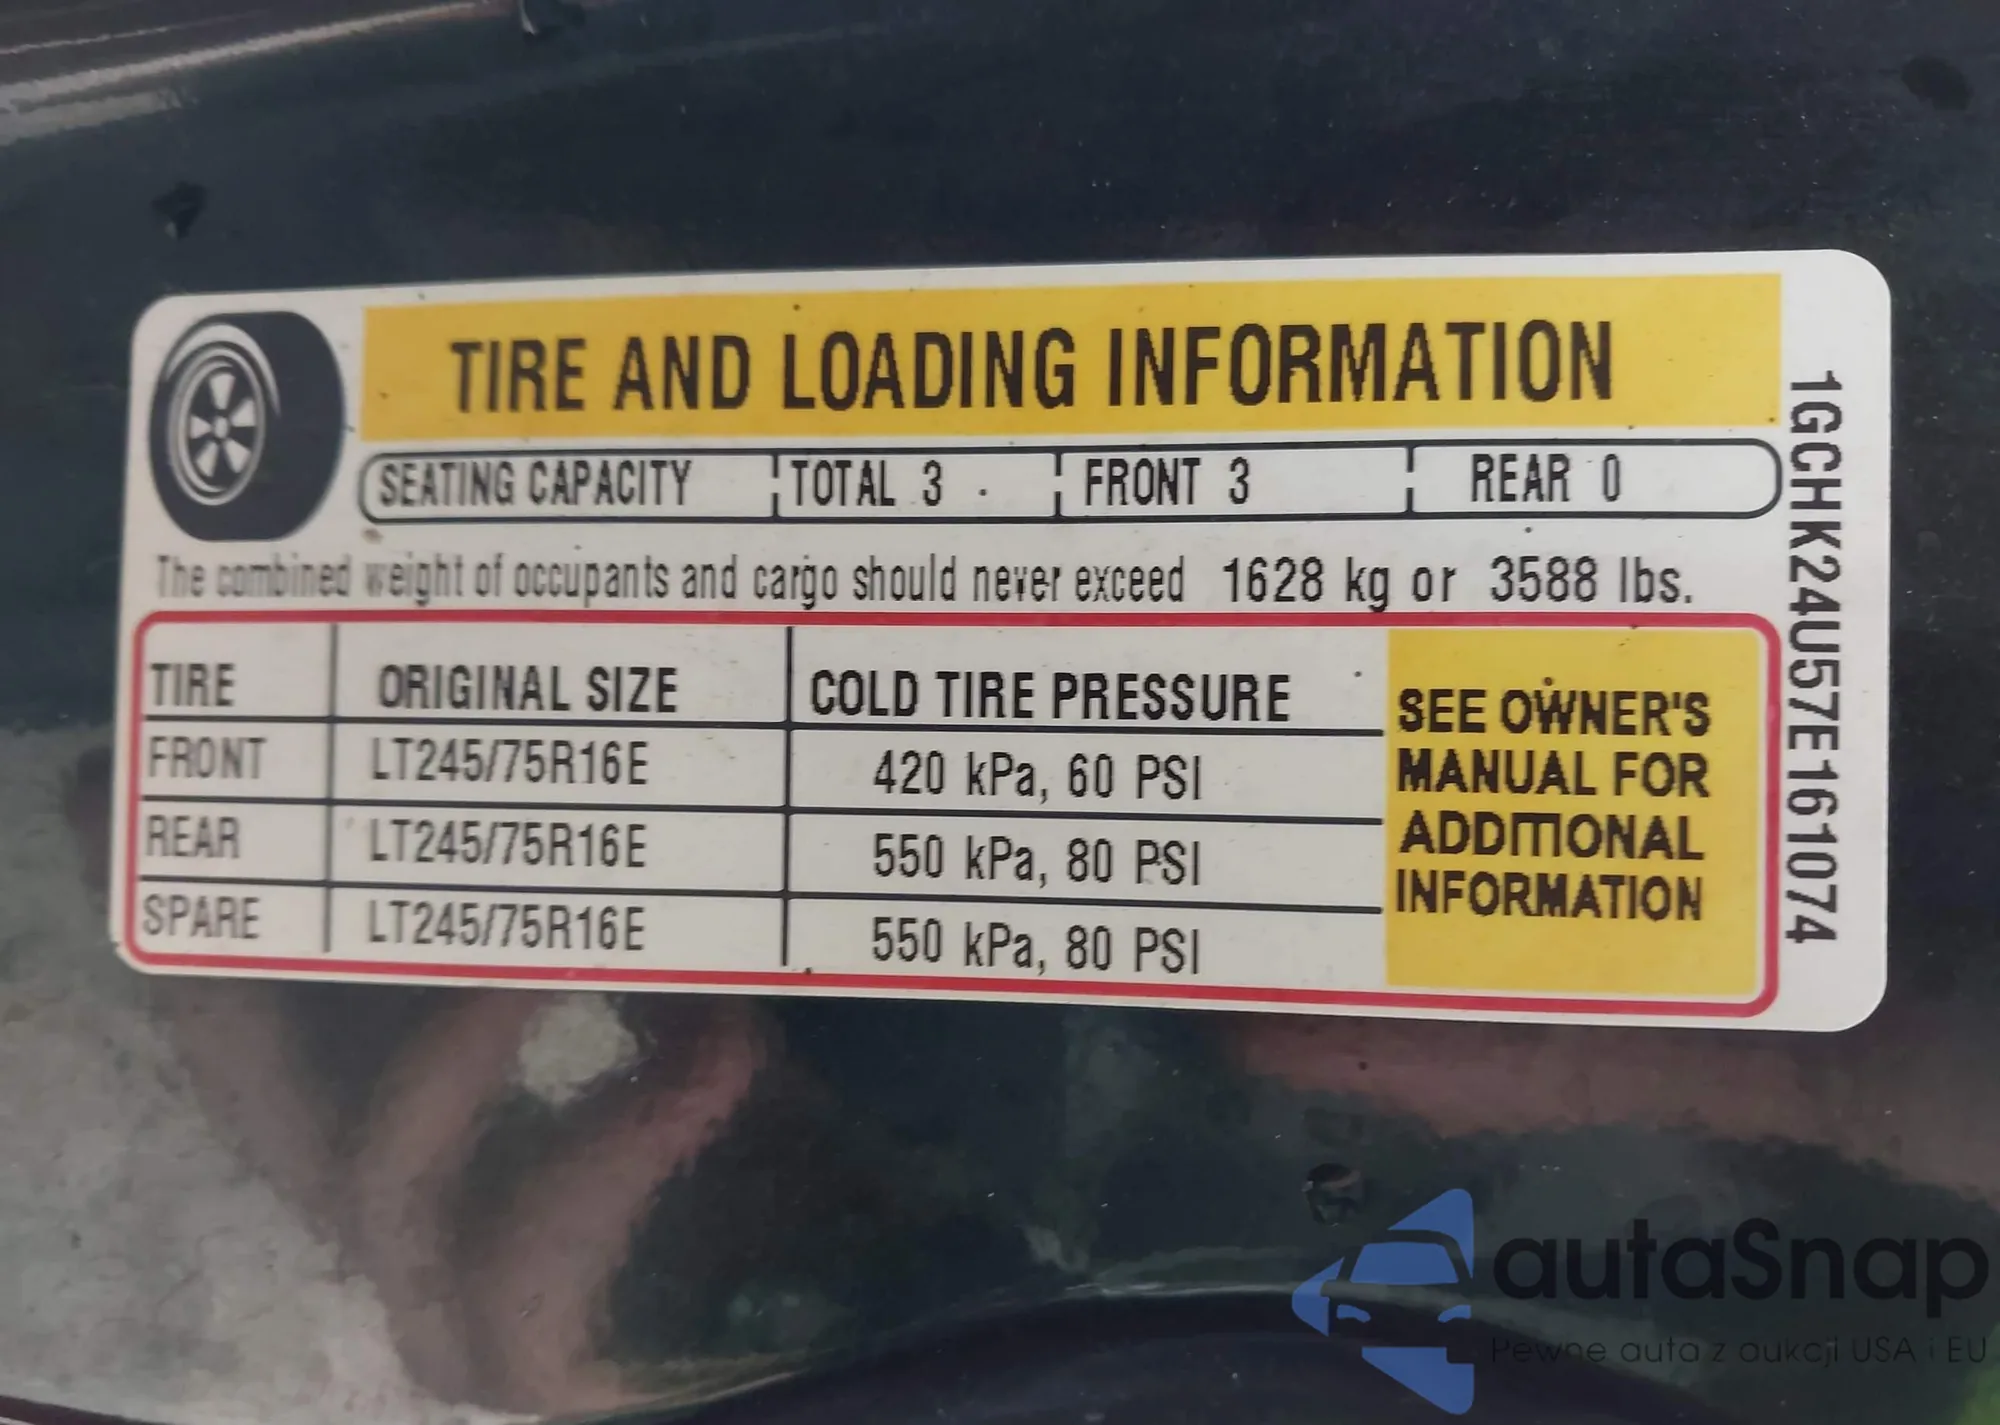 TIRE AND LOADING INFORMATION
SEATING CAPACITY TOTAL 3 FRONT 3 REAR 0
The combined weight of occupants and cargo should never exceed 1628 kg or 3588 lbs.
TIRE ORIGINAL SIZE COLD TIRE PRESSURE
FRONT LT245/75R16E 420 kPa, 60 PSI
REAR LT245/75R16E 550 kPa, 80 PSI
SPARE LT245/75R16E 550 kPa, 80 PSI
SEE OWNER'S
MANUAL FOR
ADDITIONAL
INFORMATION
1GCHK24U57E161074
autaSnap
Pewne auta z aukcji USA i EU